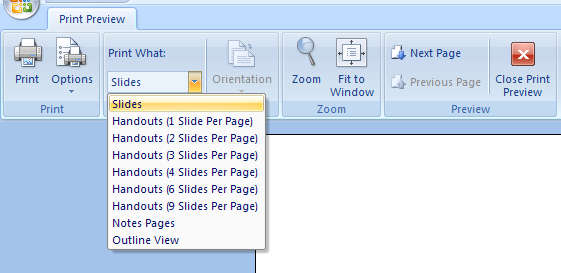 Print Preview
Print
Options
Print What:
Slides
Orientation
Print
Zoom
Fit to
Window
Zoom
Next Page
Previous Page
Close Print
Preview
Preview
Slides
Handouts (1 Slide Per Page)
Handouts (2 Slides Per Page)
Handouts (3 Slides Per Page)
Handouts (4 Slides Per Page)
Handouts (6 Slides Per Page)
Handouts (9 Slides Per Page)
Notes Pages
Outline View